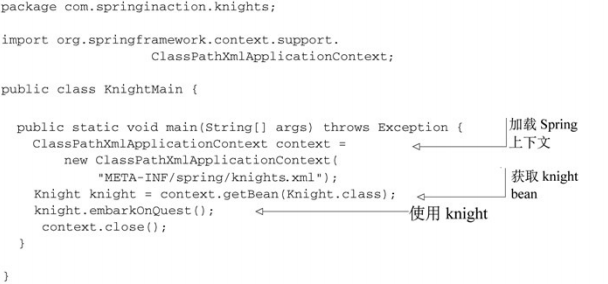 package com.springinaction.knights;
import org.springframework.context.support.
ClassPathXmlApplicationContext;
public class KnightMain {
public static void main(String[] args) throws Exception {
ClassPathXmlApplicationContext context =
new ClassPathXmlApplicationContext(
"META-INF/spring/knights.xml");
Knight knight = context.getBean(Knight.class);
knight.embarkOnQuest();
context.close();
}
}
加载 Spring
上下文
获取 knight
bean
使用 knight